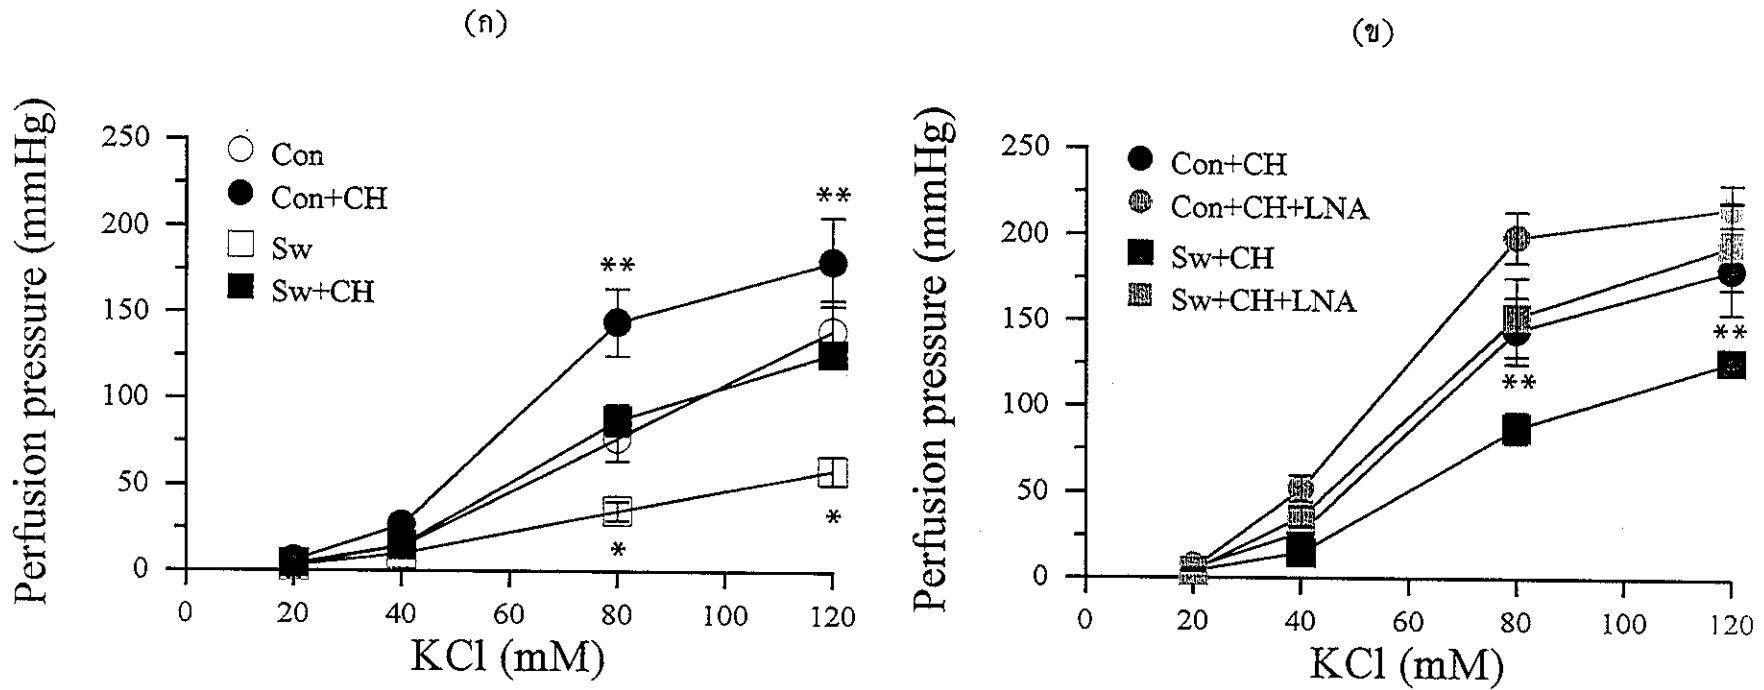 (ก)
Perfusion pressure (mmHg)
250
200
150
100
50
0
Con
Con+CH
Sw
Sw+CH
**
**
*
*
0 20 40 60 80 100 120
KCl (mM)
(ข)
Perfusion pressure (mmHg)
250
200
150
100
50
0
Con+CH
Con+CH+LNA
Sw+CH
Sw+CH+LNA
**
**
0 20 40 60 80 100 120
KCl (mM)